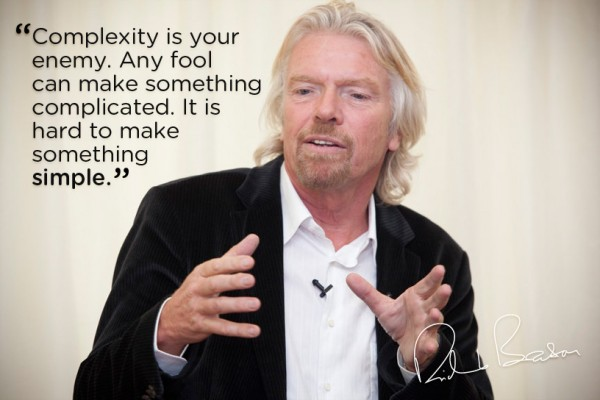 “Complexity is your
enemy. Any fool
can make something
complicated. It is
hard to make
something
simple.”